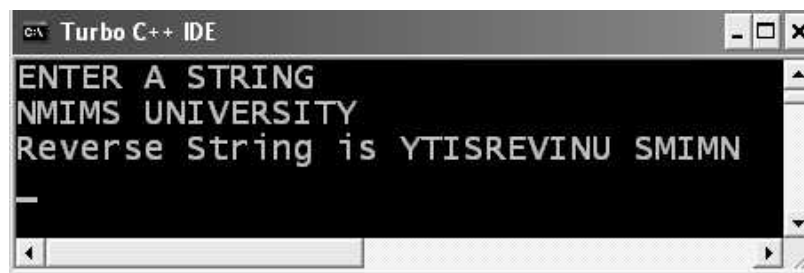 Turbo C++ IDE
ENTER A STRING
NMIMS UNIVERSITY
Reverse String is YTISREVINU SMIMN